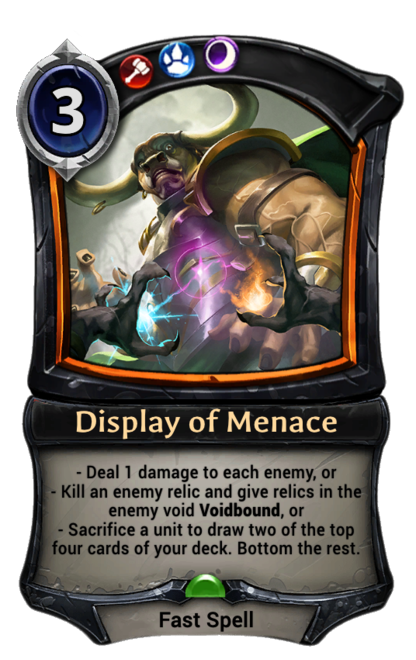 3
Display of Menace
- Deal 1 damage to each enemy, or
- Kill an enemy relic and give relics in the
enemy void Voidbound, or
- Sacrifice a unit to draw two of the top
four cards of your deck. Bottom the rest.
Fast Spell